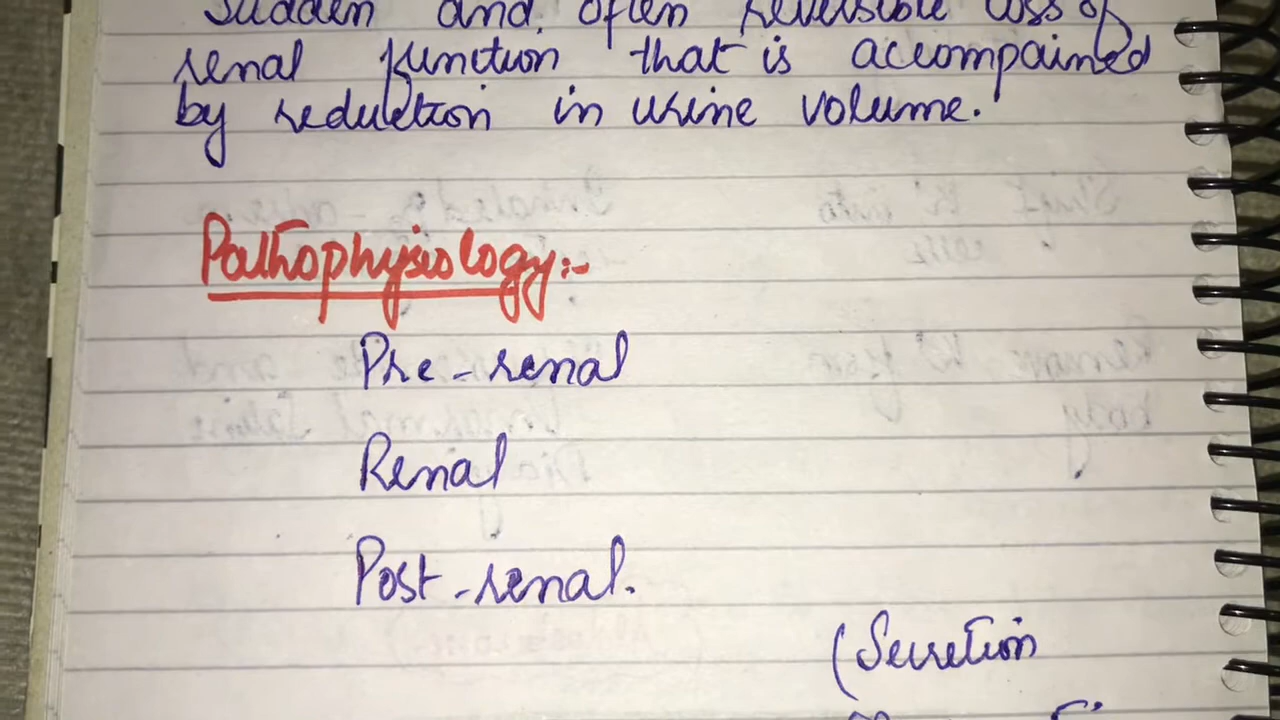 Sudden and often reversible loss of
renal function that is accompained
by reduction in urine volume.
Pathophysiology:-
Pre-renal
Renal
Post-renal.
(Secretion